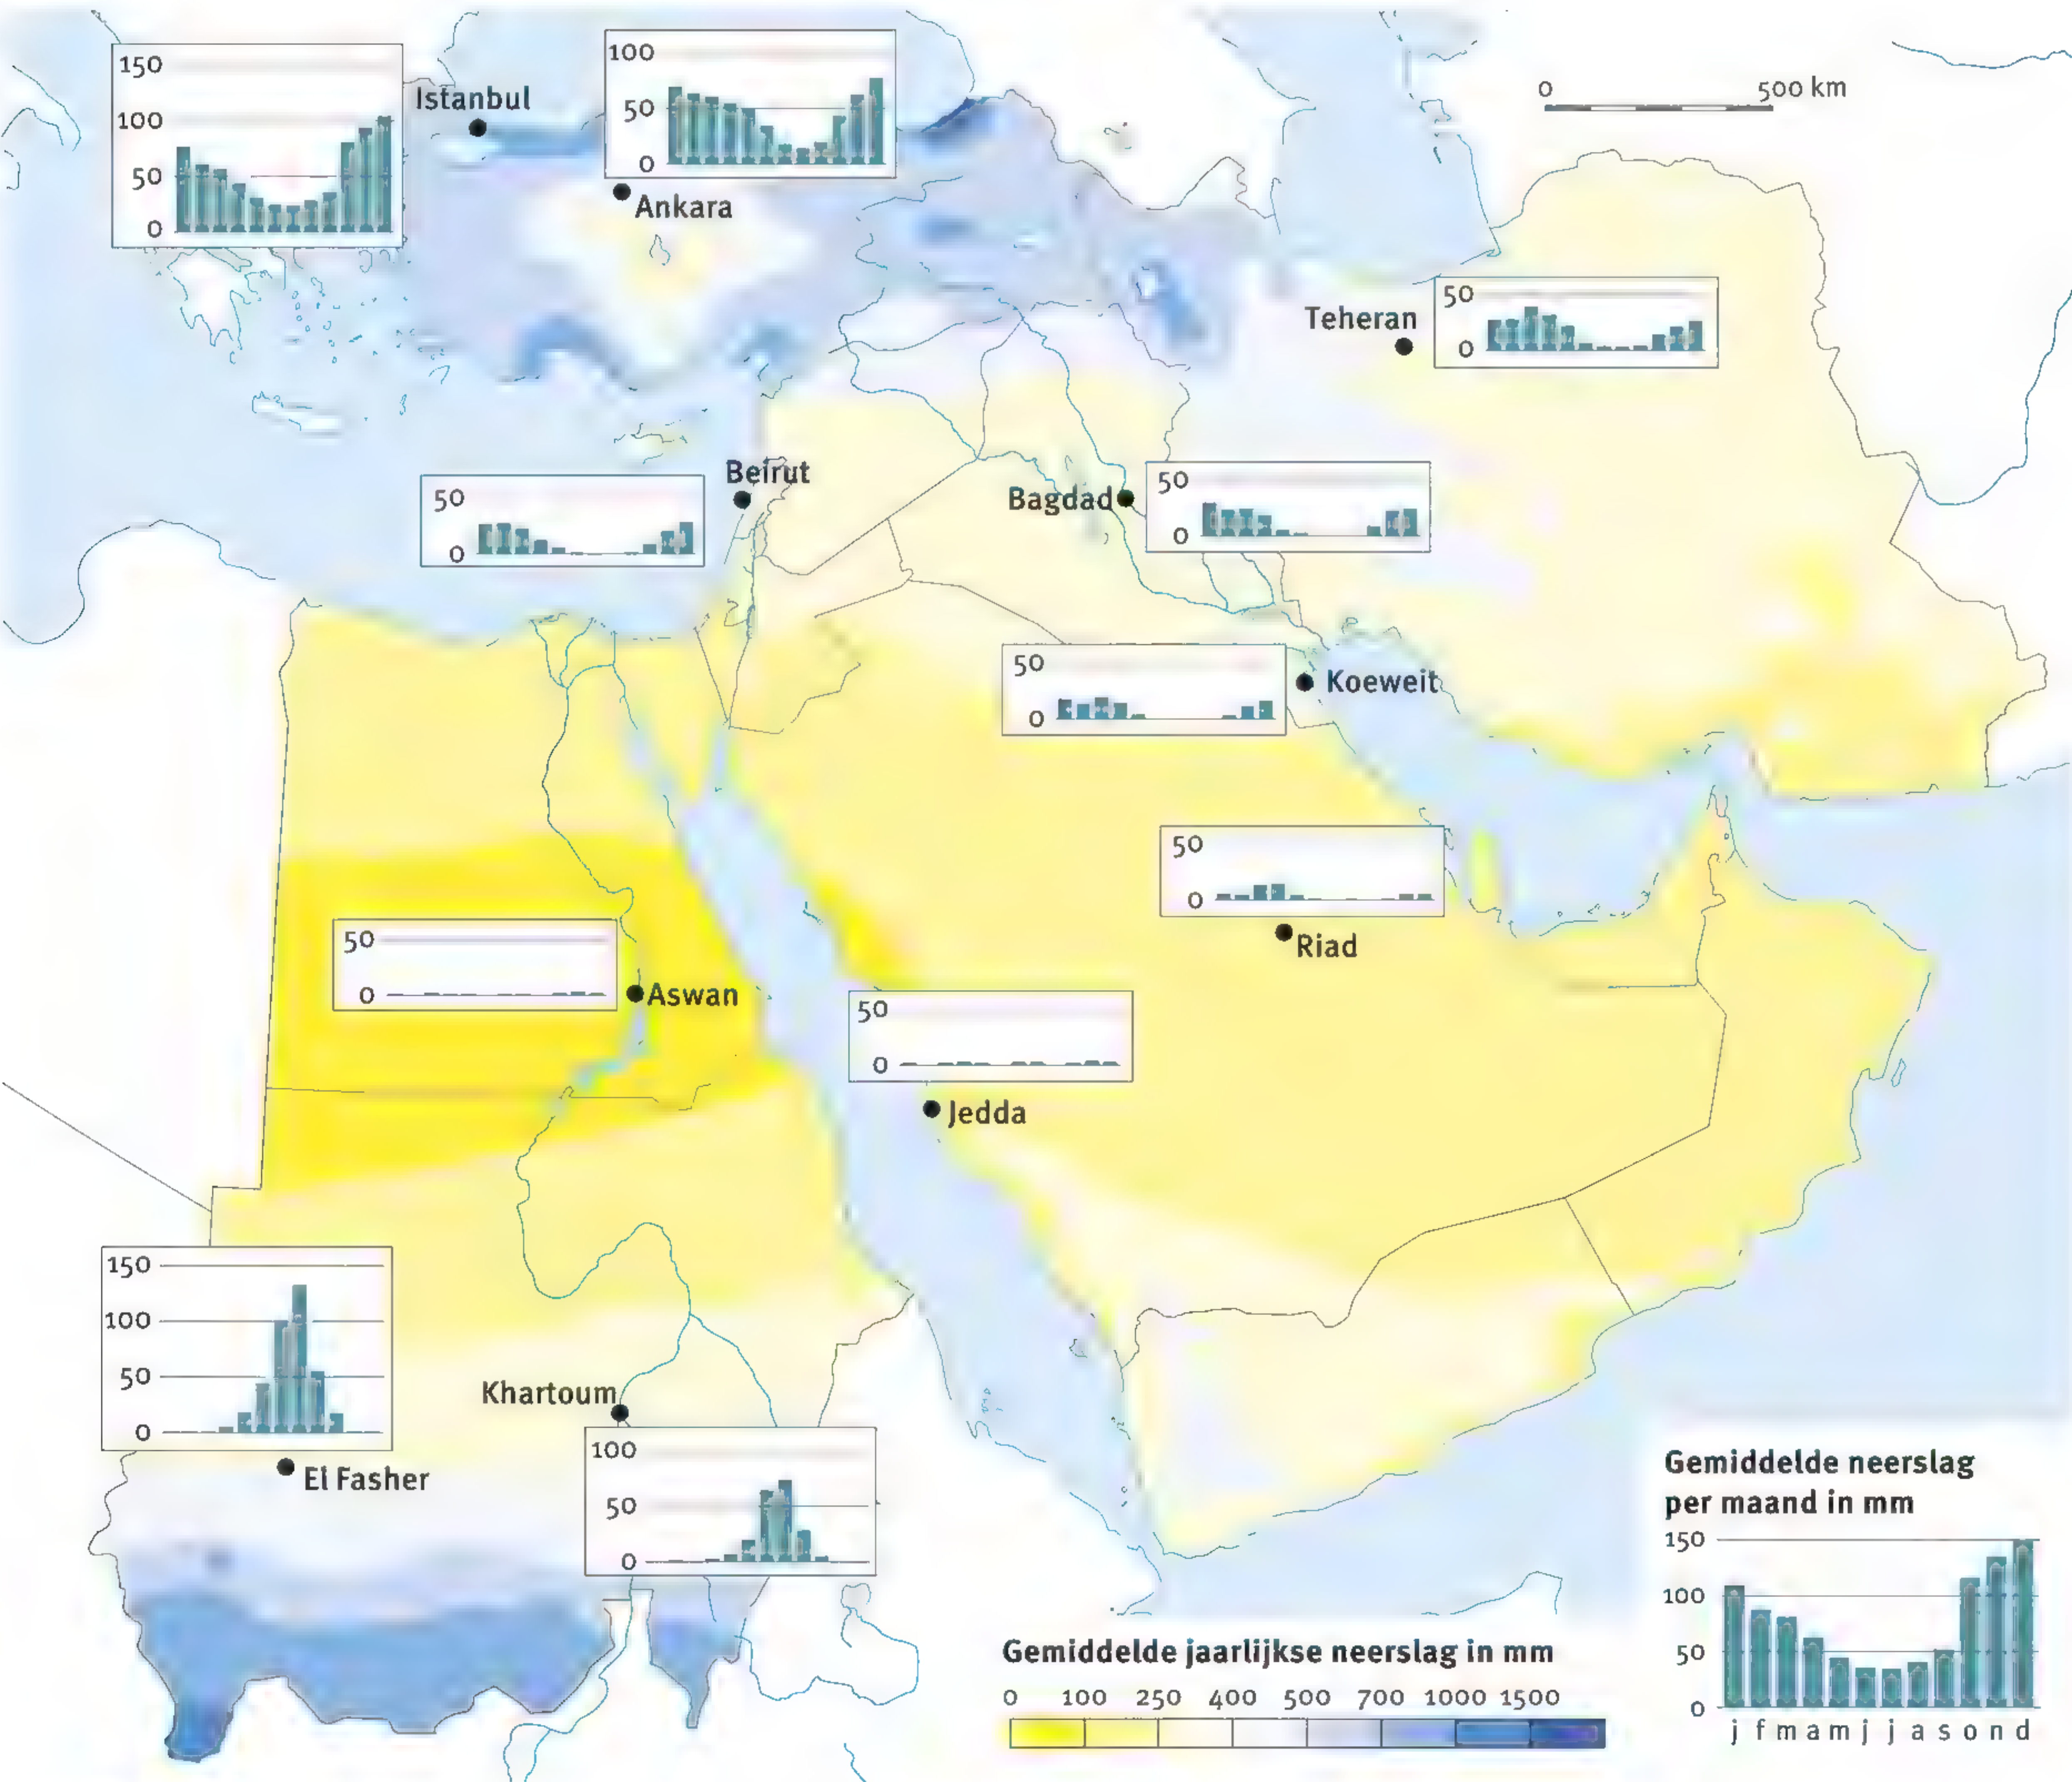 150
100
50
0
Istanbul
100
50
0
Ankara
0 500 km
Teheran
50
0
Beirut
50
0
Bagdad
50
0
50
0
Koeweit
50
0
Riad
50
0
Aswan
50
0
Jedda
150
100
50
0
El Fasher
Khartoum
100
50
0
Gemiddelde neerslag
per maand in mm
150
100
50
0
j f m a m j j a s o n d
Gemiddelde jaarlijkse neerslag in mm
0 100 250 400 500 700 1000 1500